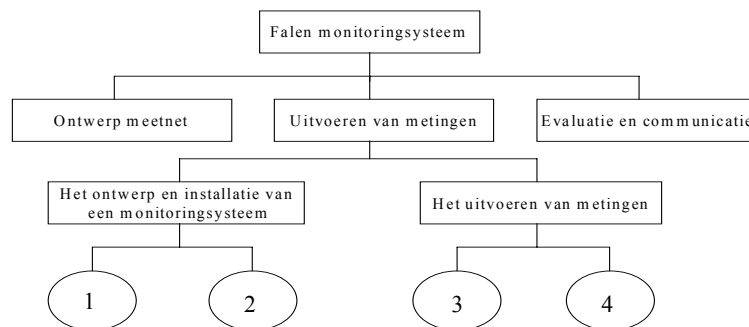 Falen monitoringsysteem
Ontwerp meetnet
Uitvoeren van metingen
Evaluatie en communicatie
Het ontwerp en installatie van
een monitoringsysteem
Het uitvoeren van metingen
1
2
3
4